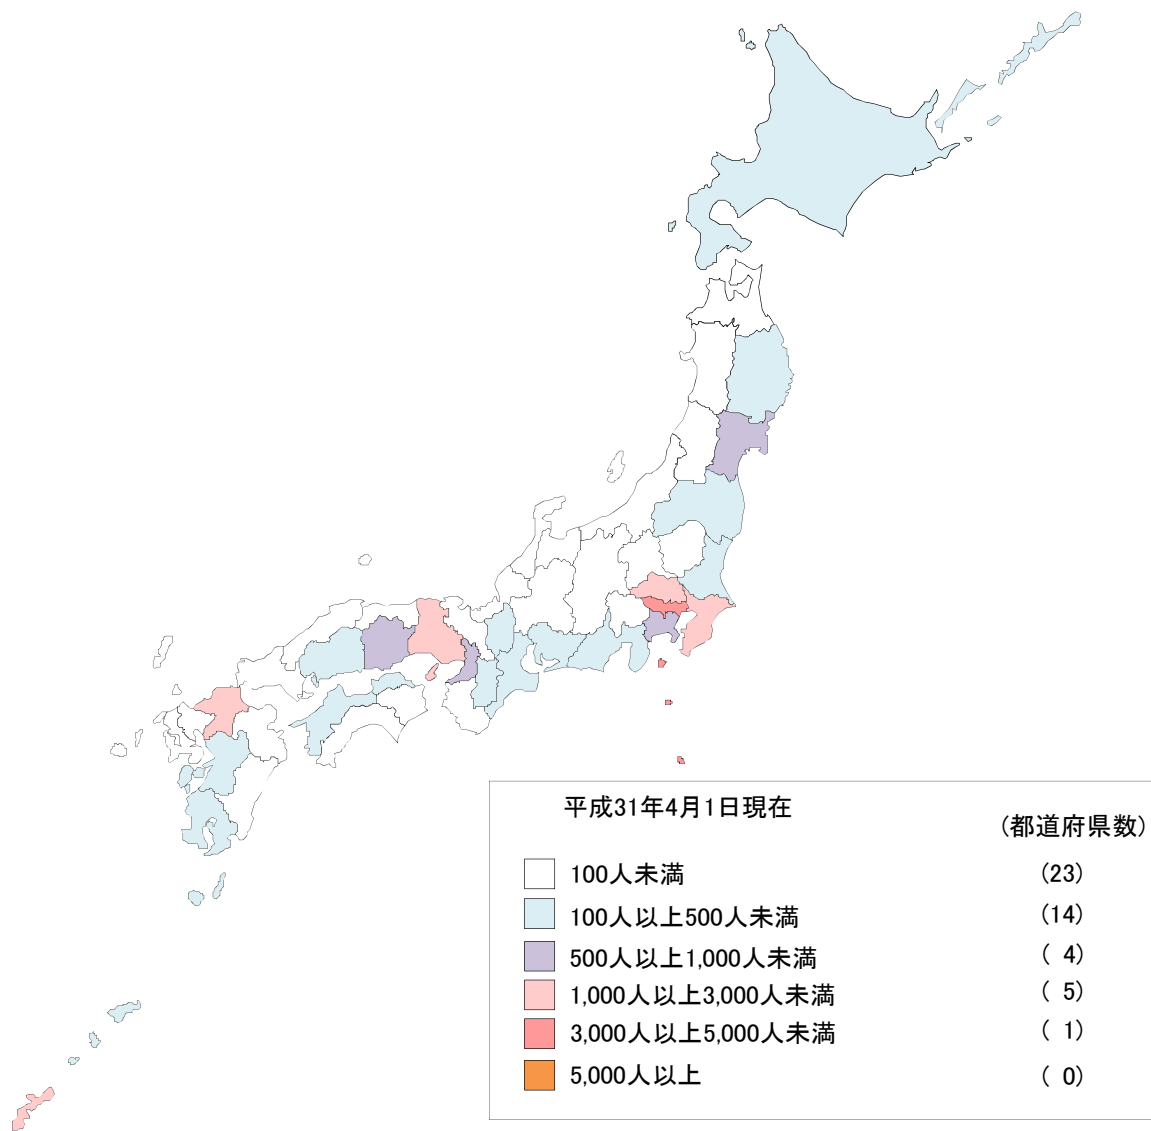 平成31年4月1日現在
(都道府県数)
100人未満 (23)
100人以上500人未満 (14)
500人以上1,000人未満 ( 4)
1,000人以上3,000人未満 ( 5)
3,000人以上5,000人未満 ( 1)
5,000人以上 ( 0)